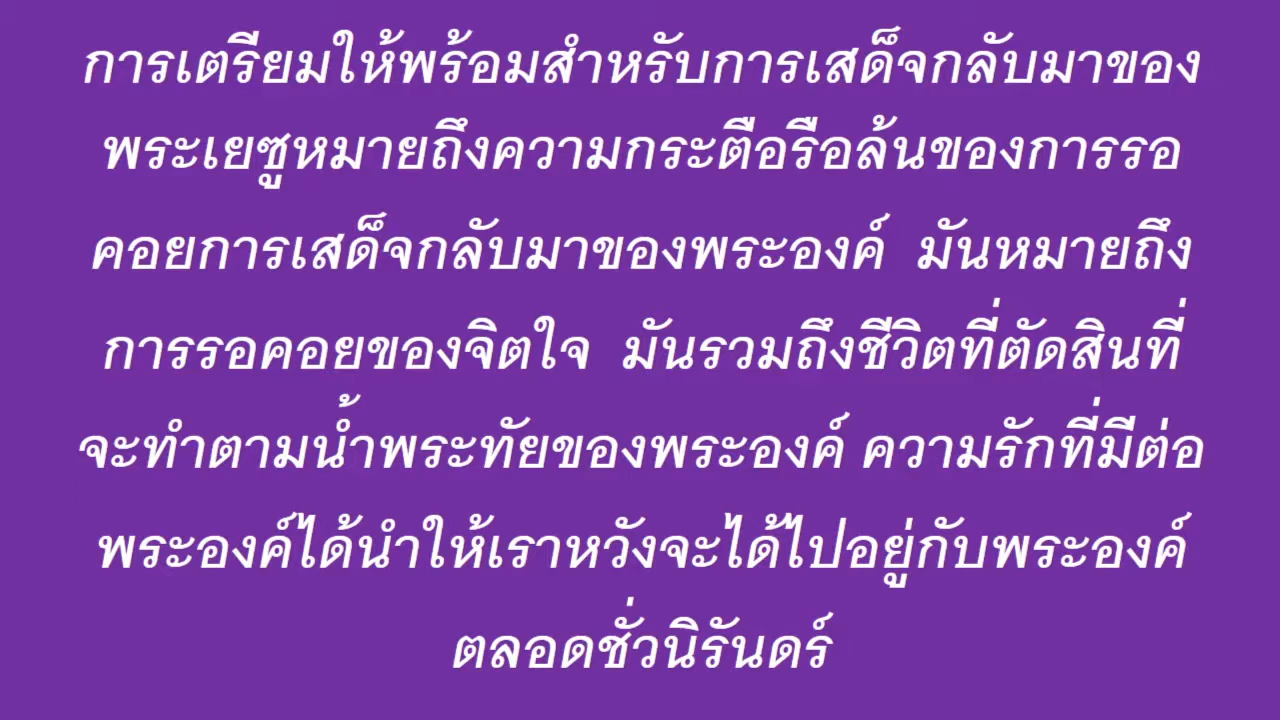 การเตรียมให้พร้อมสำหรับการเสด็จกลับมาของ
พระเยซูหมายถึงความกระตือรือล้นของการรอ
คอยการเสด็จกลับมาของพระองค์ มันหมายถึง
การรอคอยของจิตใจ มันรวมถึงชีวิตที่ตัดสินที่
จะทำตามน้ำพระทัยของพระองค์ ความรักที่มีต่อ
พระองค์ได้นำให้เราหวังจะได้ไปอยู่กับพระองค์
ตลอดชั่วนิรันดร์